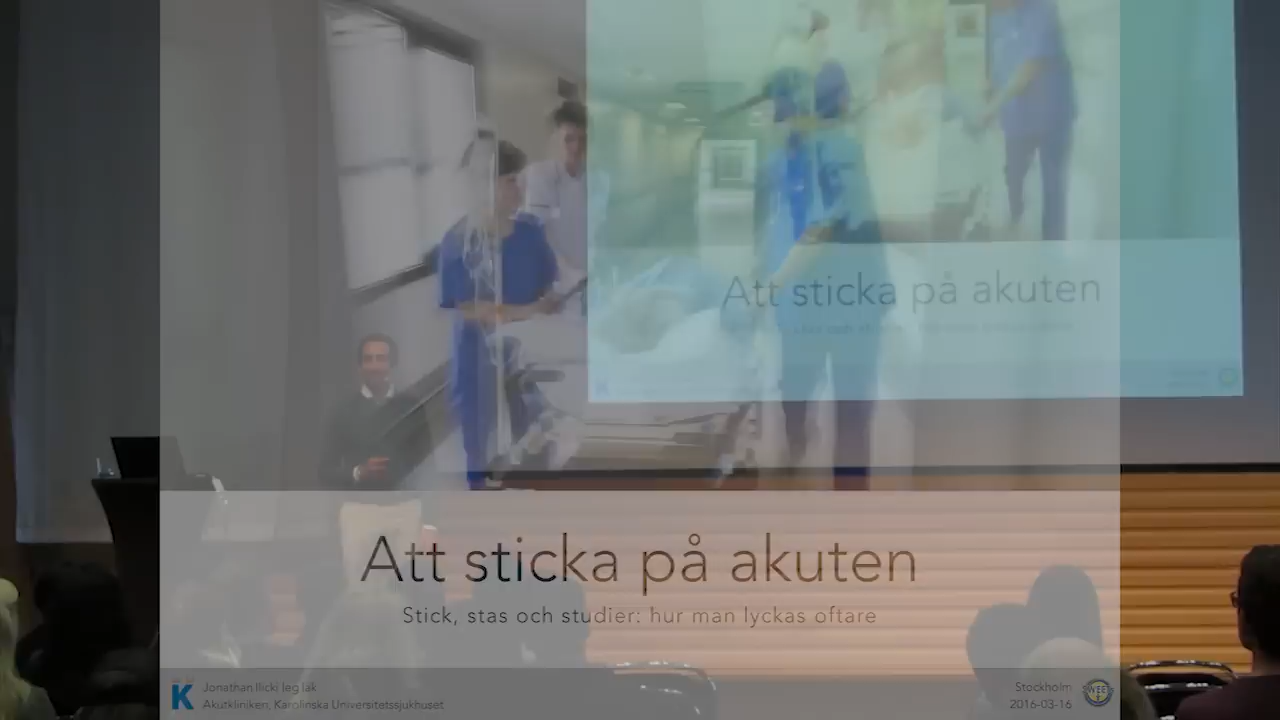 Att sticka på akuten
Att sticka på akuten
Stick, stas och studier: hur man lyckas oftare
Jonathan Ilicki leg läk
Akutkliniken, Karolinska Universitetssjukhuset
Stockholm
2016-03-16
K
SWEETS